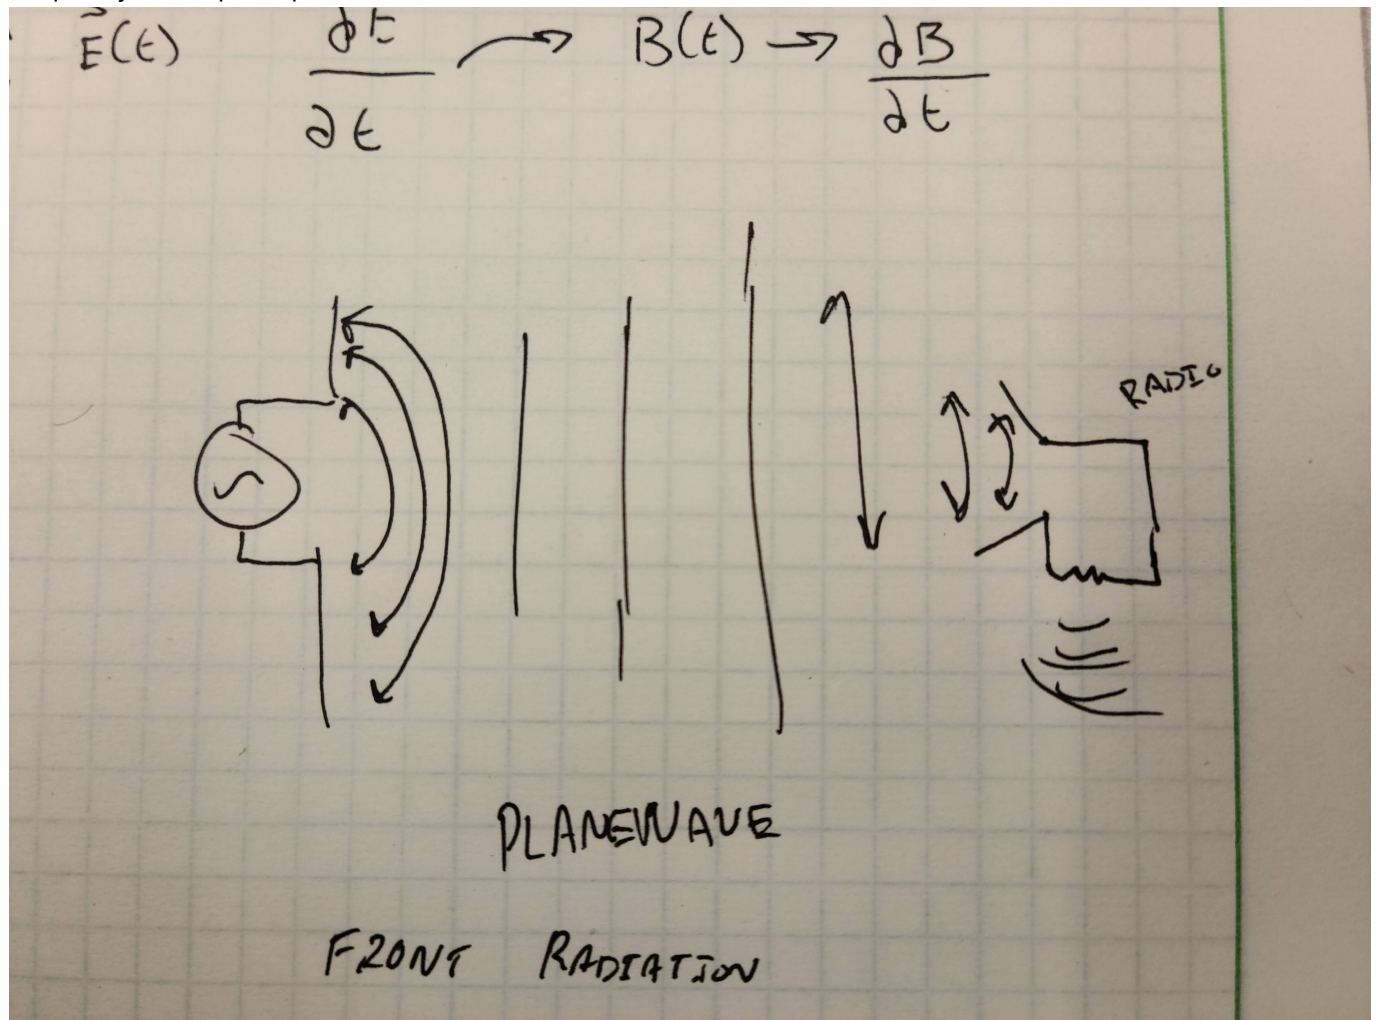 E⃗(t) ∂E/∂t → B(t) → ∂B/∂t
RADIO
PLANEWAVE
FRONT RADIATION